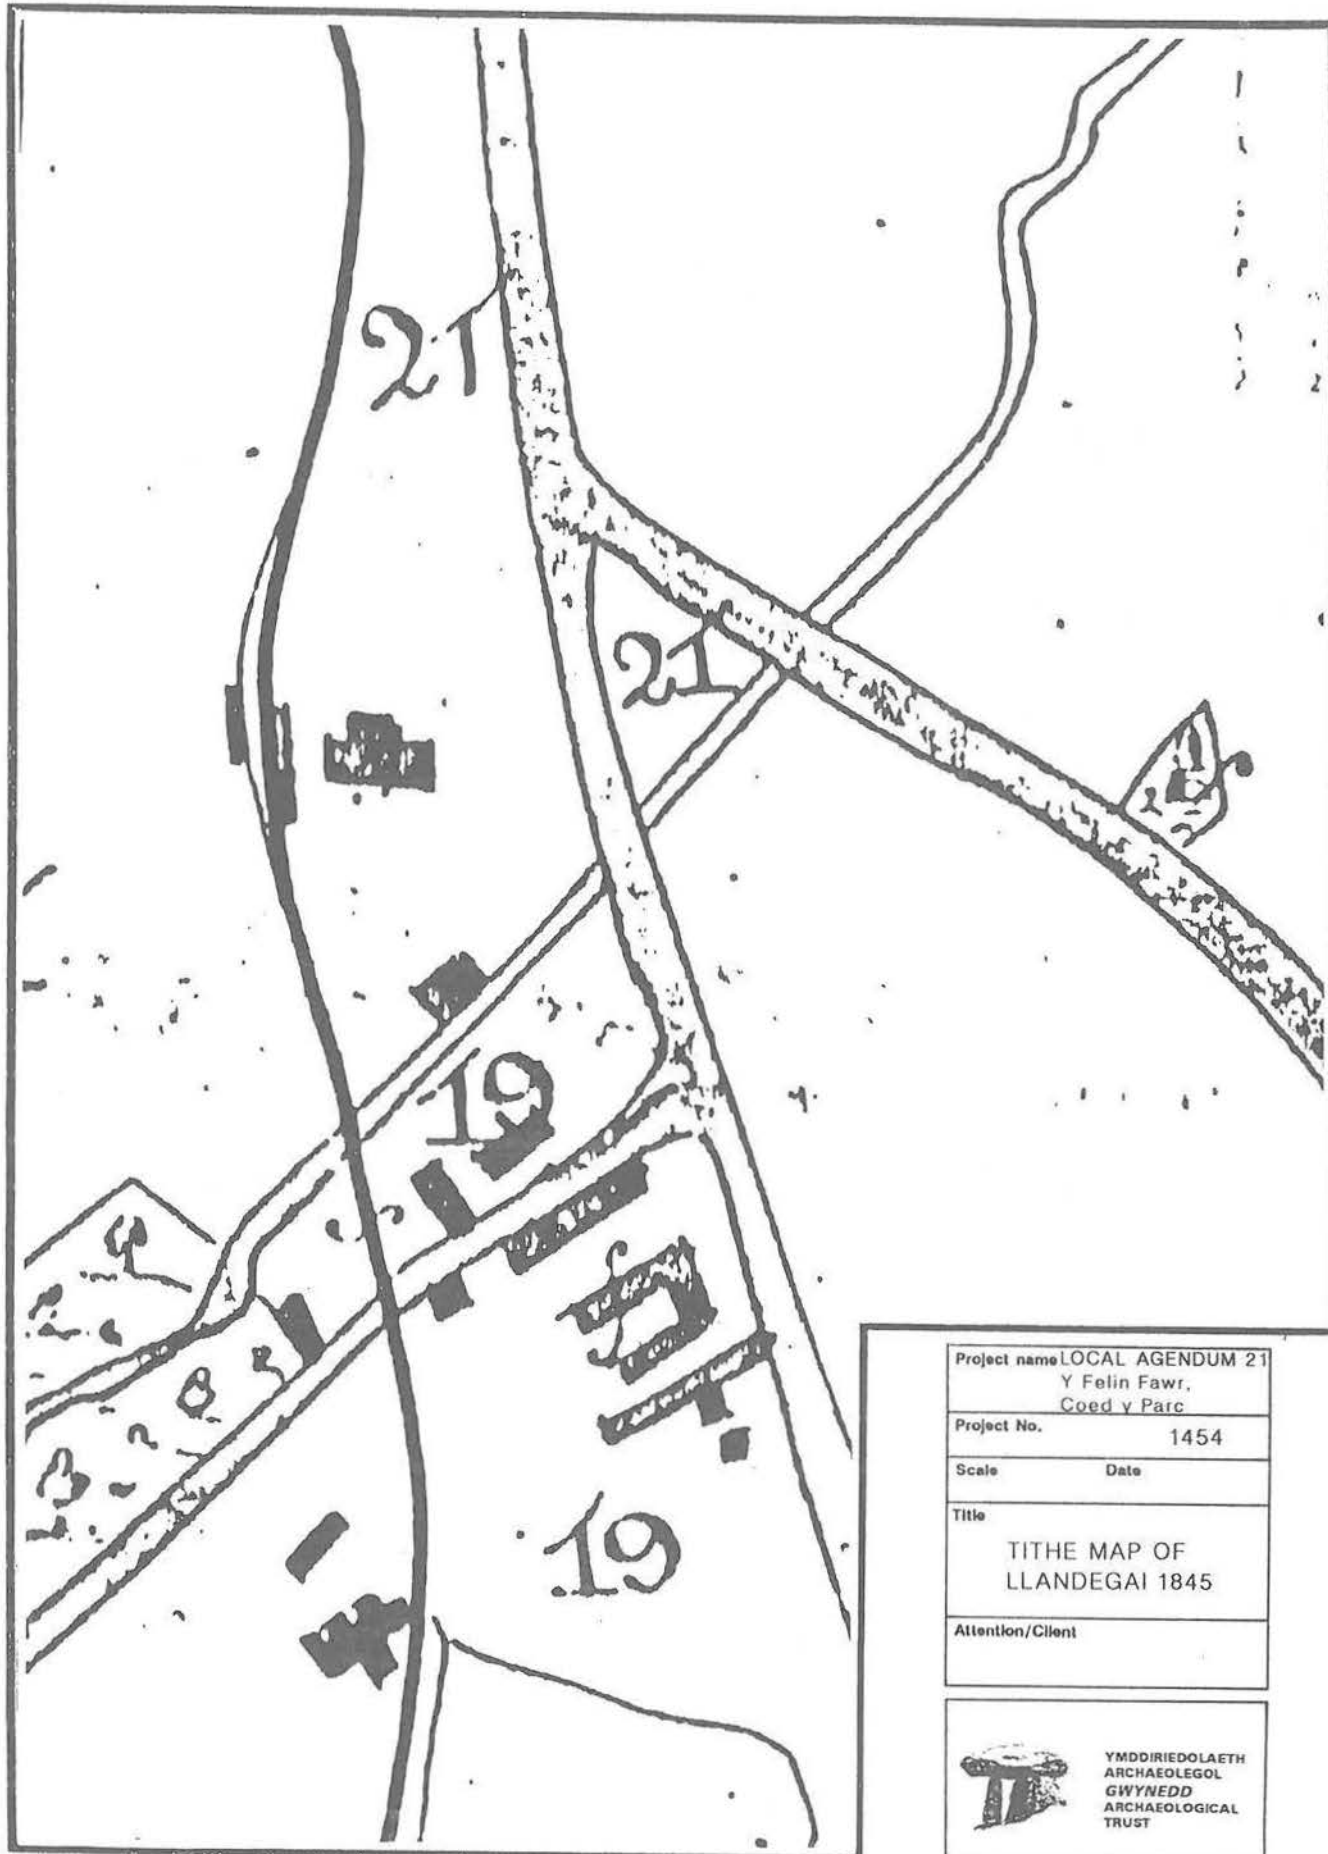 21
21
19
19
Project name LOCAL AGENDUM 21
Y Felin Fawr,
Coed y Parc
Project No. 1454
Scale Date
Title
TITHE MAP OF
LLANDEGAI 1845
Attention/Client
YMDDIRIEDOLAETH
ARCHAEOLEGOL
GWYNEDD
ARCHAEOLOGICAL
TRUST